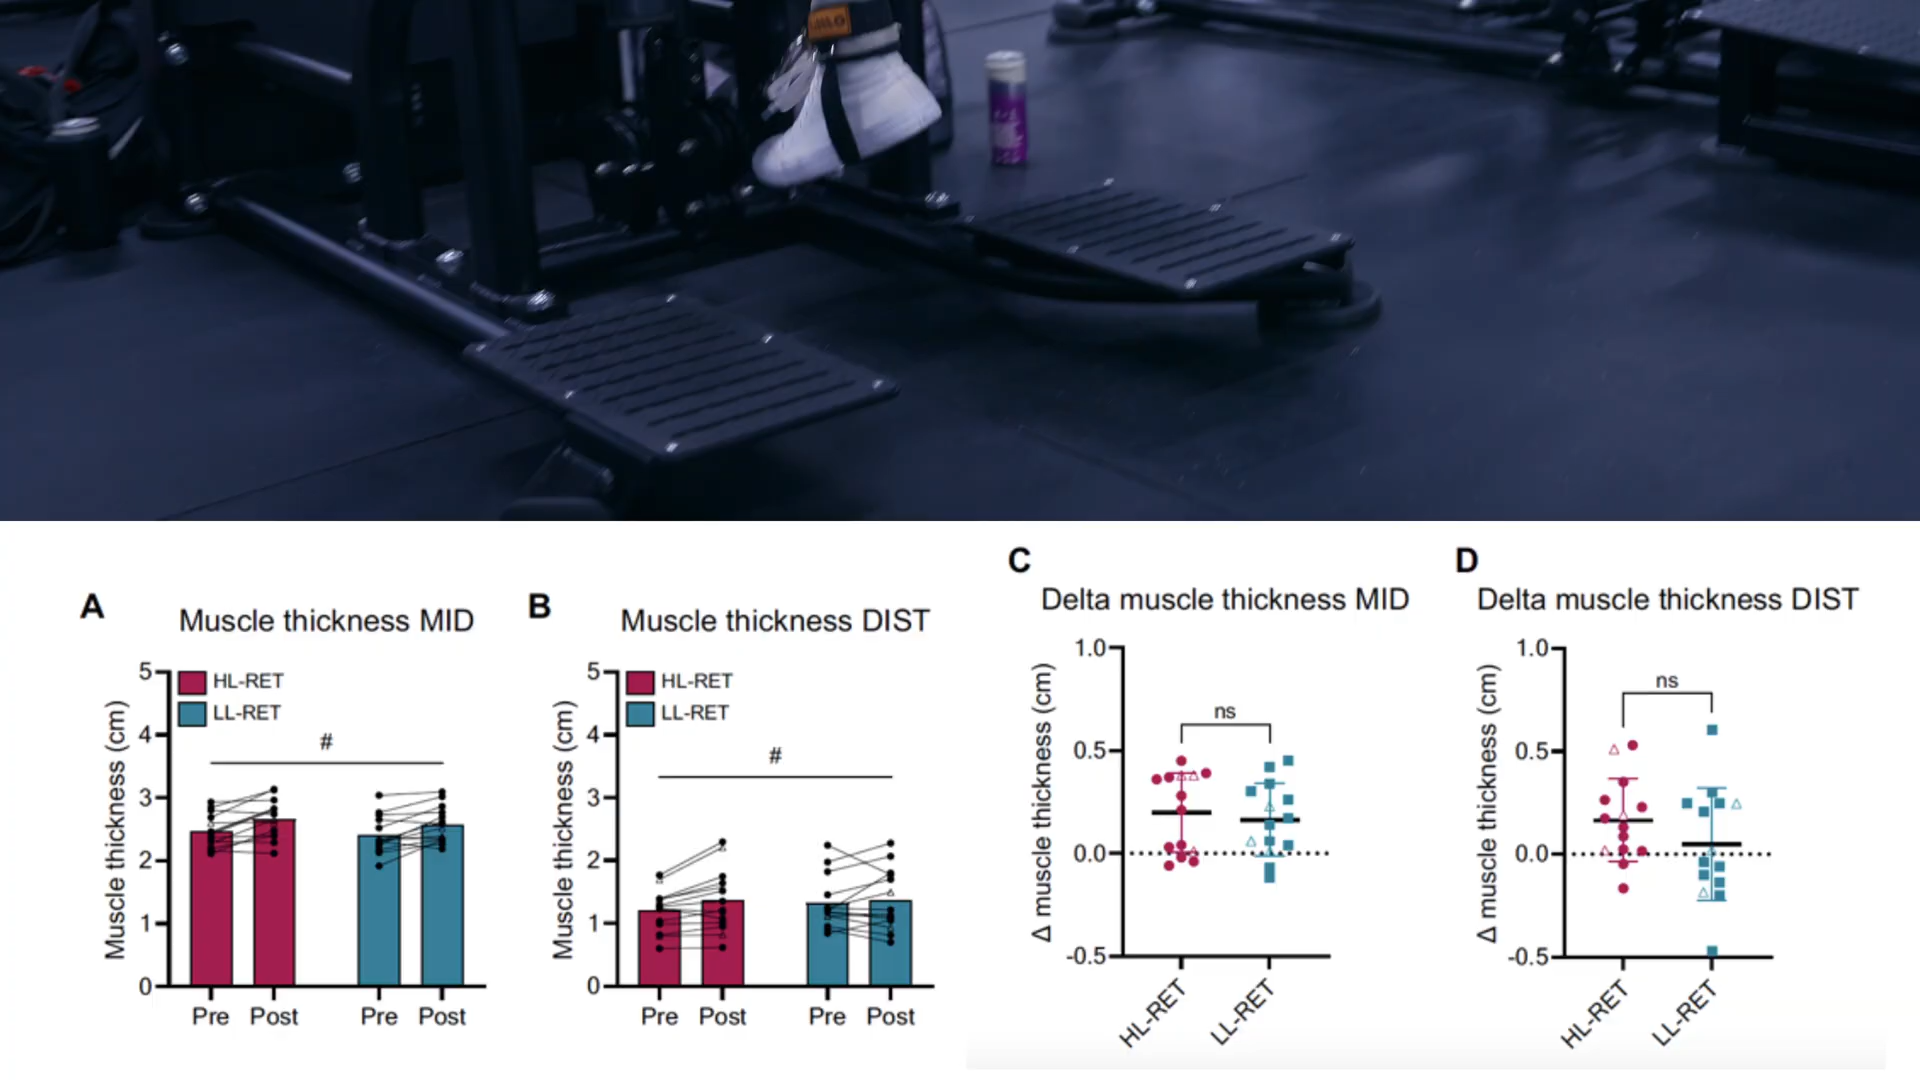 A
Muscle thickness MID
Muscle thickness (cm)
5
4
3
2
1
0
HL-RET
LL-RET
#
Pre
Post
Pre
Post
B
Muscle thickness DIST
Muscle thickness (cm)
5
4
3
2
1
0
HL-RET
LL-RET
#
Pre
Post
Pre
Post
C
Delta muscle thickness MID
Δ muscle thickness (cm)
1.0
0.5
0.0
-0.5
ns
HL-RET
LL-RET
D
Delta muscle thickness DIST
Δ muscle thickness (cm)
1.0
0.5
0.0
-0.5
ns
HL-RET
LL-RET